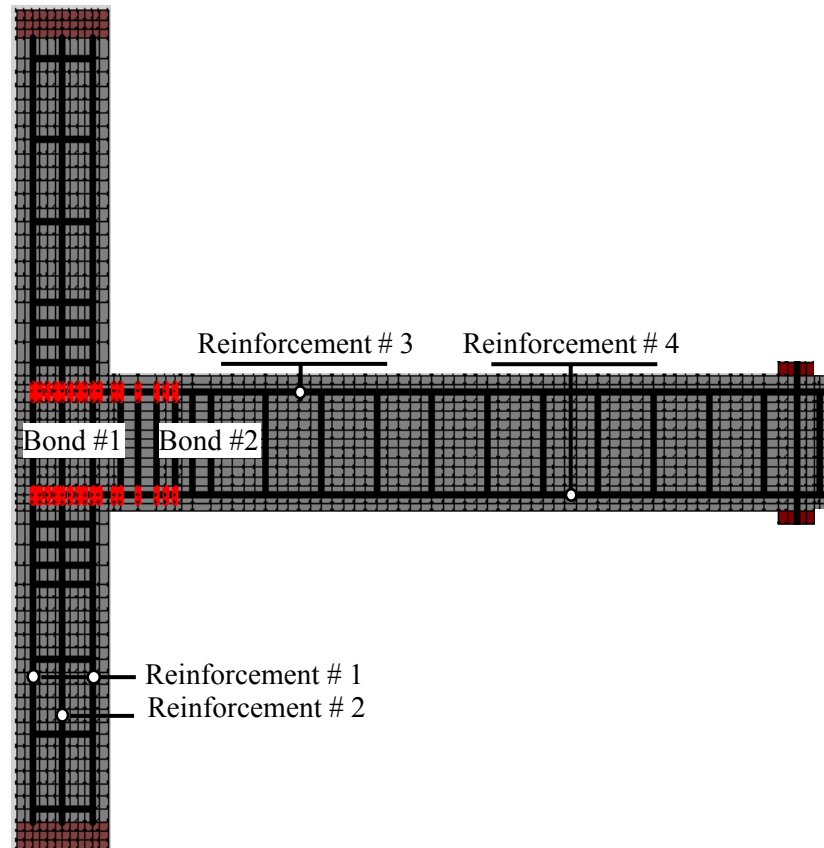 Reinforcement # 3
Reinforcement # 4
Bond #1
Bond #2
Reinforcement # 1
Reinforcement # 2